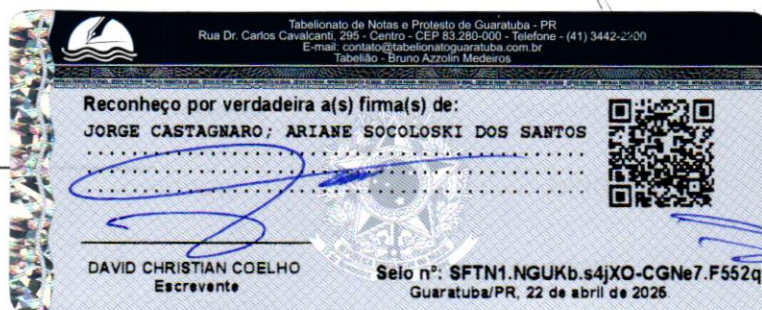 Tabelionato de Notas e Protesto de Guaratuba - PR
Rua Dr. Carlos Cavalcanti, 295 - Centro - CEP 83.280-000 - Telefone - (41) 3442-2200
E-mail: contato@tabelionatoguaratuba.com.br
Tabelião - Bruno Azzolin Medeiros
Reconheço por verdadeira a(s) firma(s) de:
JORGE CASTAGNARO; ARIANE SOCOLOSKI DOS SANTOS
DAVID CHRISTIAN COELHO
Escrevente
Selo nº: SFTN1.NGUKb.s4jXO-CGNe7.F552q
Guaratuba/PR, 22 de abril de 2026.